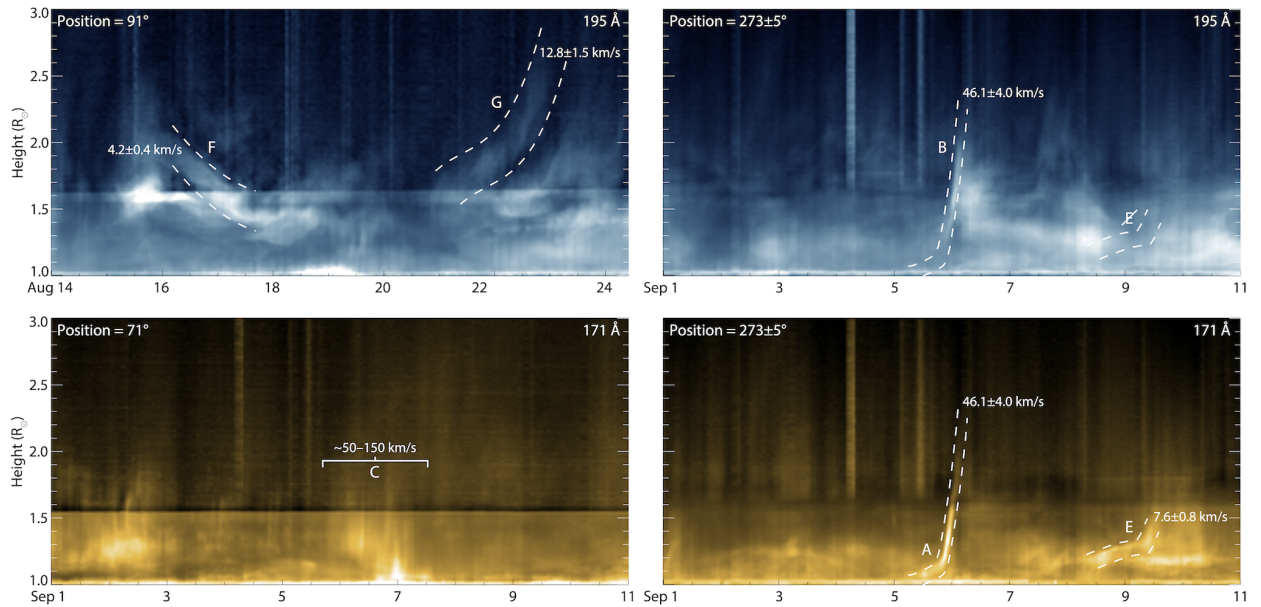 Position = 91°
195 Å
3.0
2.5
2.0
1.5
1.0
Height (R☉)
12.8±1.5 km/s
G
F
4.2±0.4 km/s
Aug 14
16
18
20
22
24
Position = 273±5°
195 Å
46.1±4.0 km/s
B
E
Sep 1
3
5
7
9
11
Position = 71°
171 Å
3.0
2.5
2.0
1.5
1.0
Height (R☉)
~50–150 km/s
C
Sep 1
3
5
7
9
11
Position = 273±5°
171 Å
46.1±4.0 km/s
A
E
7.6±0.8 km/s
Sep 1
3
5
7
9
11